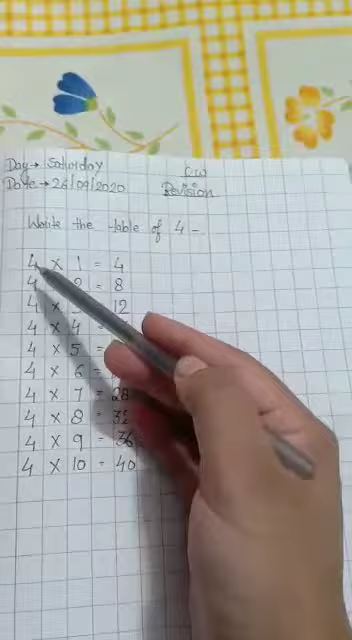 Day → Saturday
C.W
Date → 26/09/2020
Revision
Write the table of 4 -
4 × 1 = 4
4 2 = 8
4 × 3 12
4 × 4 =
4 × 5 =
4 × 6 =
4 × 7 = 28
4 × 8 = 32
4 × 9 = 36
4 × 10 = 40